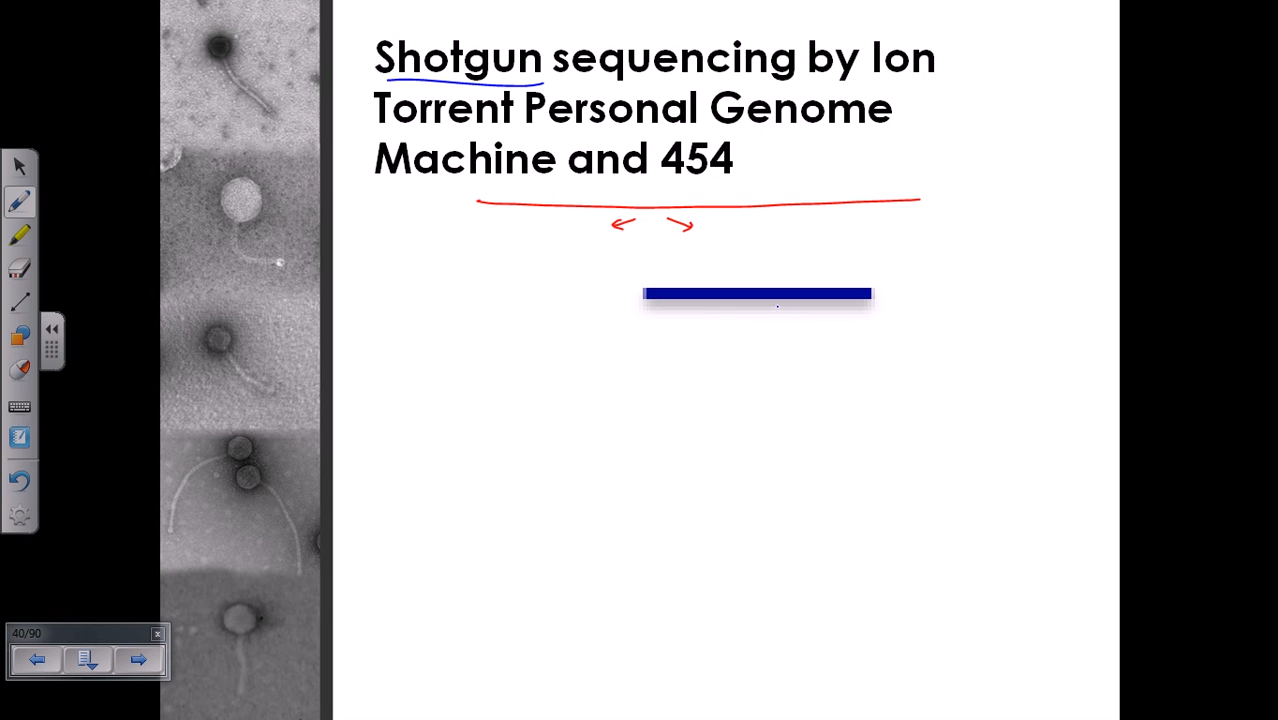 Shotgun sequencing by Ion
Torrent Personal Genome
Machine and 454
40/90